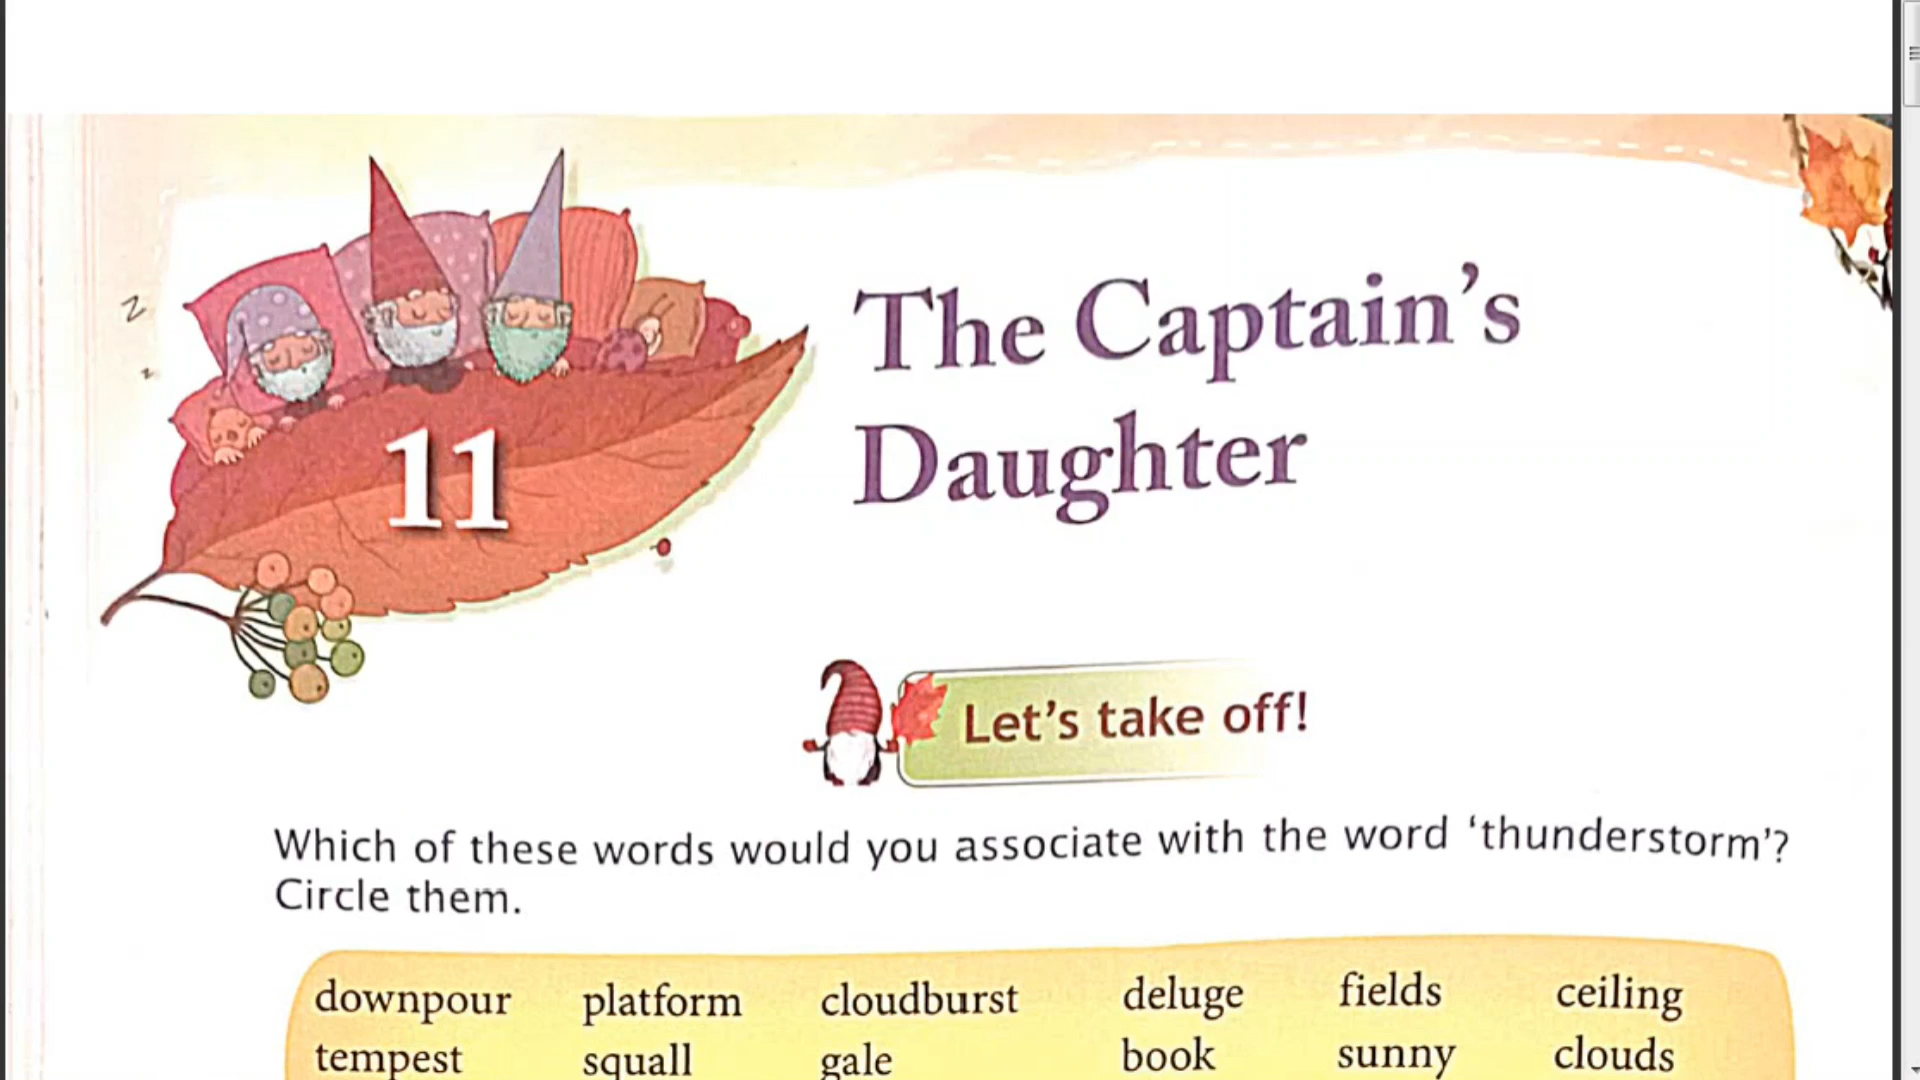 The Captain's
Daughter
11
z
z
Let's take off!
Which of these words would you associate with the word ‘thunderstorm’?
Circle them.
downpour platform cloudburst deluge fields ceiling
tempest squall gale book sunny clouds